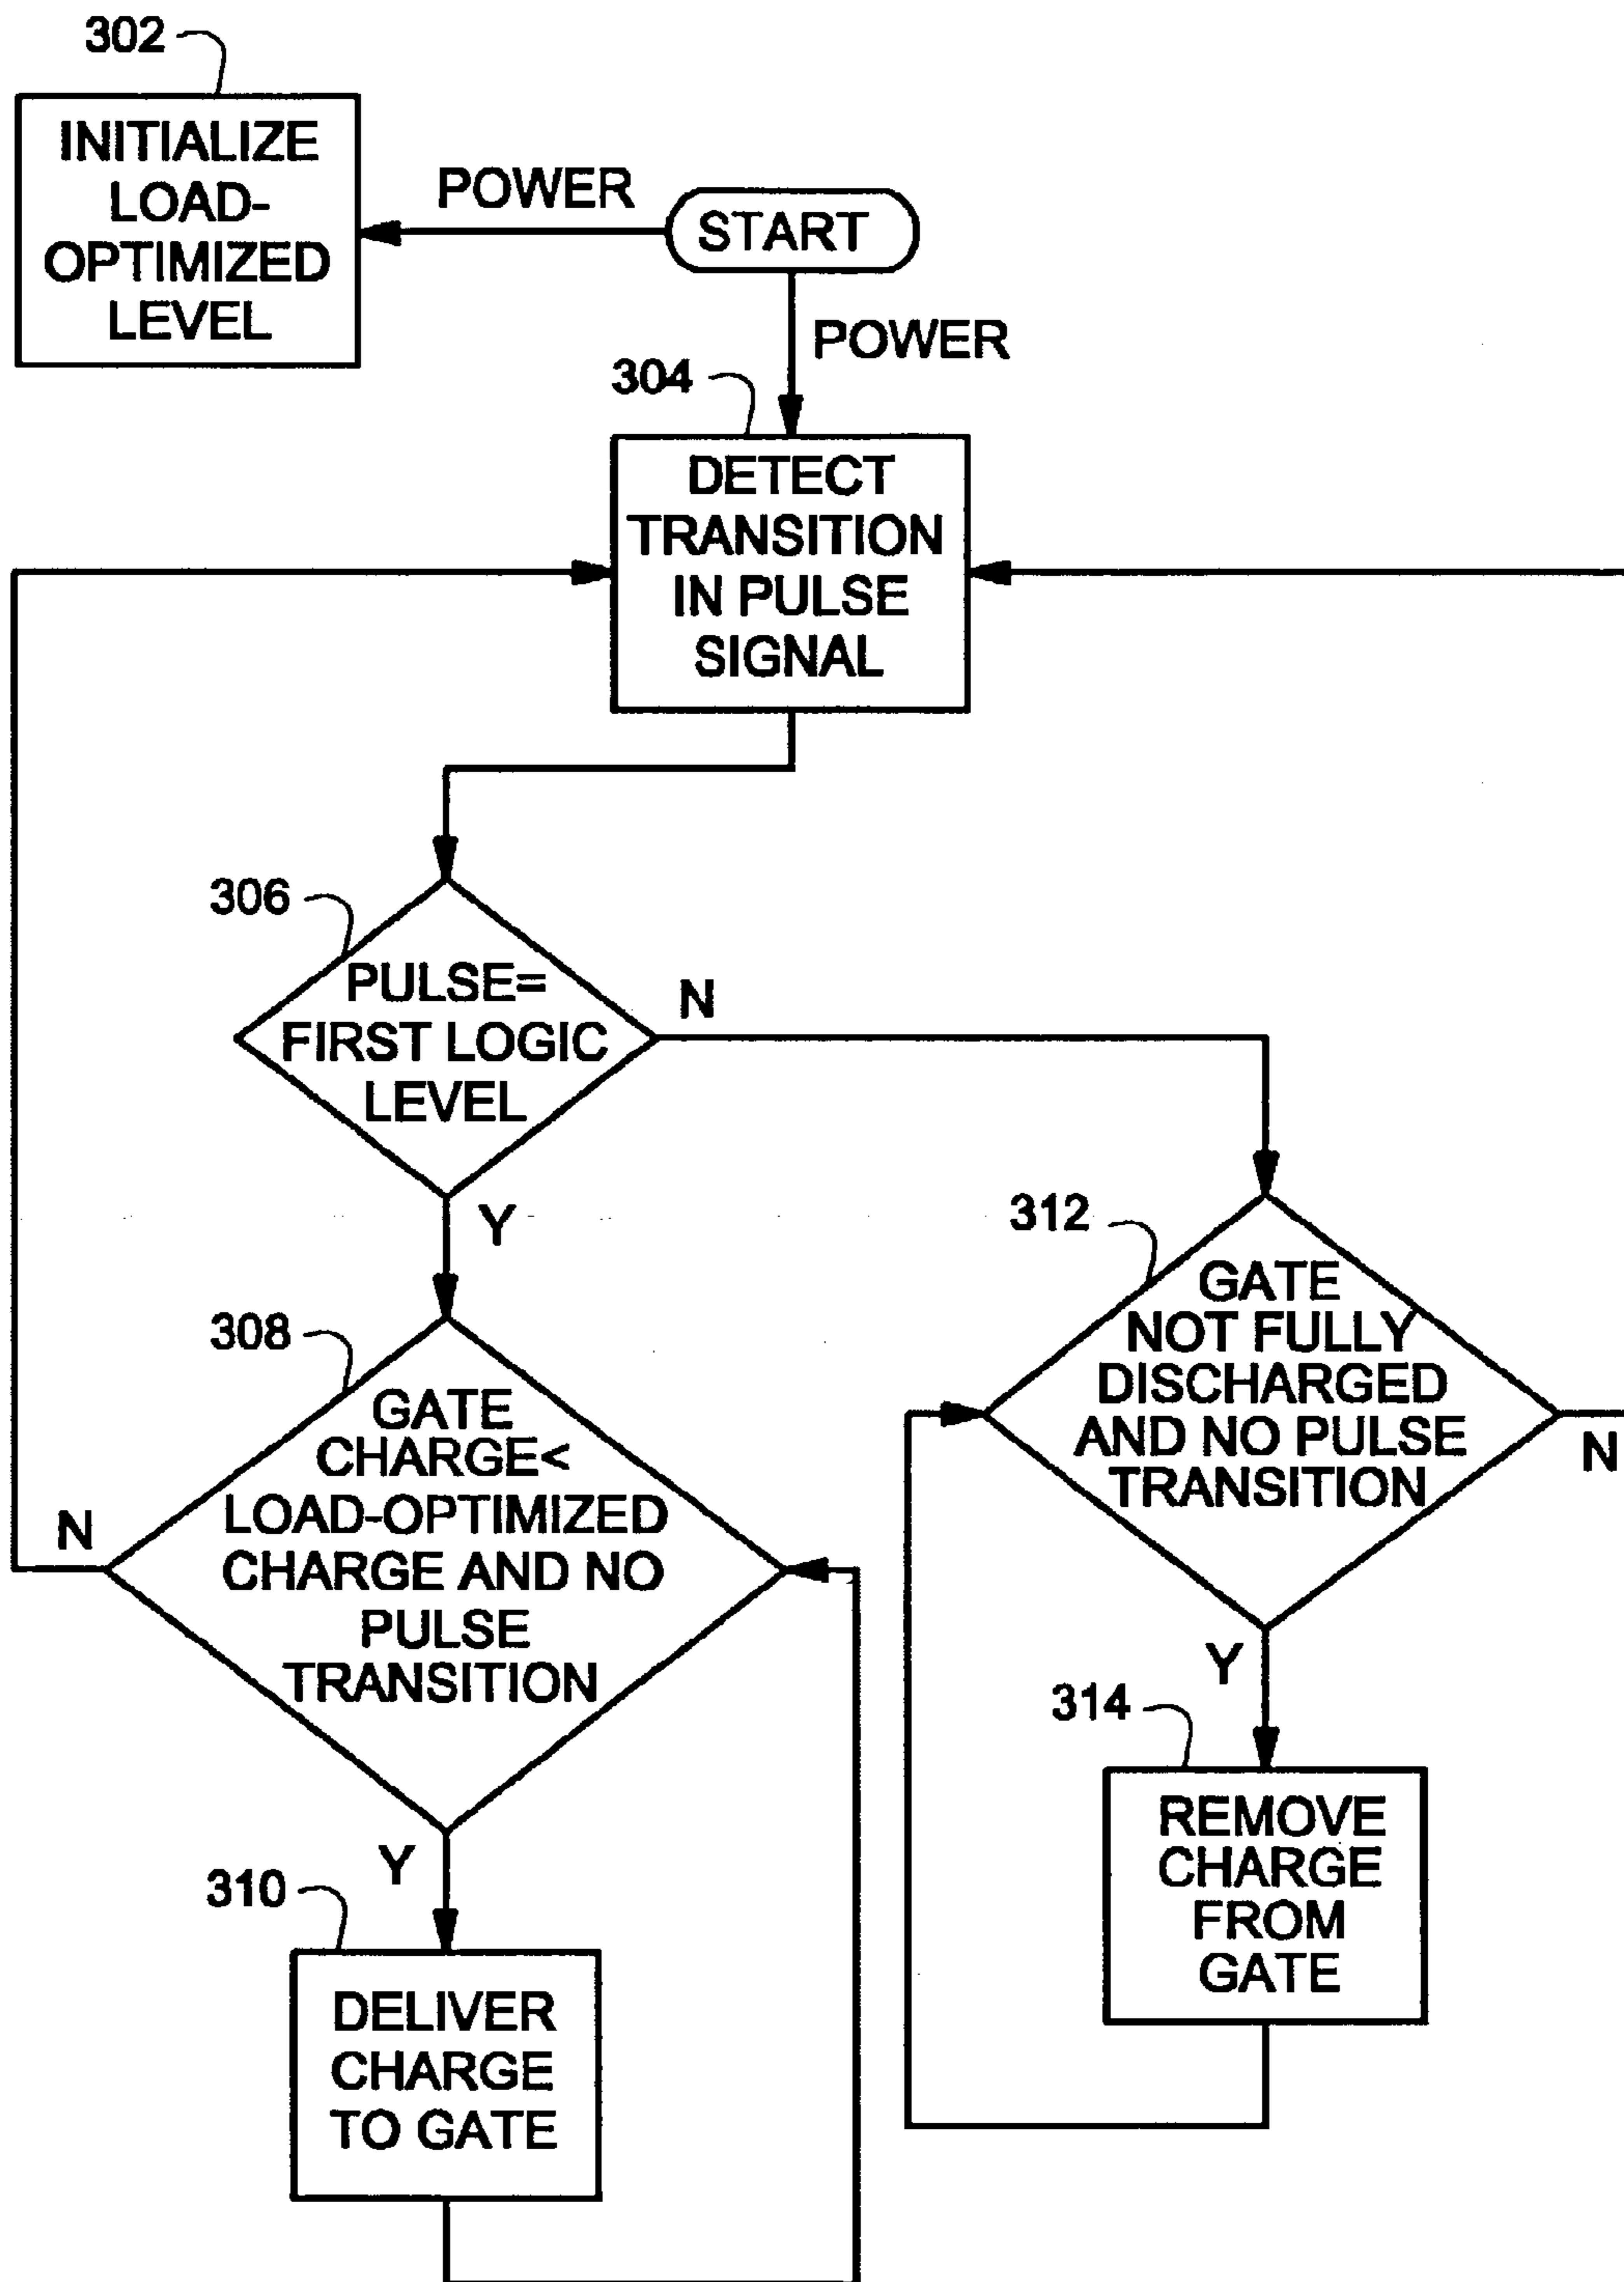 302
INITIALIZE
LOAD-
OPTIMIZED
LEVEL
POWER
START
POWER
304
DETECT
TRANSITION
IN PULSE
SIGNAL
306
PULSE=
FIRST LOGIC
LEVEL
N
Y
308
GATE
CHARGE<
LOAD-OPTIMIZED
CHARGE AND NO
PULSE
TRANSITION
N
Y
310
DELIVER
CHARGE
TO GATE
312
GATE
NOT FULLY
DISCHARGED
AND NO PULSE
TRANSITION
N
Y
314
REMOVE
CHARGE
FROM
GATE